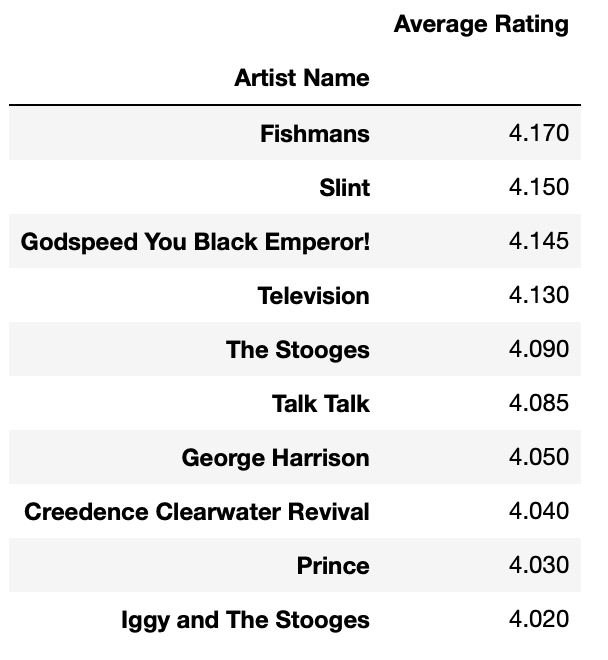 Average Rating
Artist Name
Fishmans 4.170
Slint 4.150
Godspeed You Black Emperor! 4.145
Television 4.130
The Stooges 4.090
Talk Talk 4.085
George Harrison 4.050
Creedence Clearwater Revival 4.040
Prince 4.030
Iggy and The Stooges 4.020